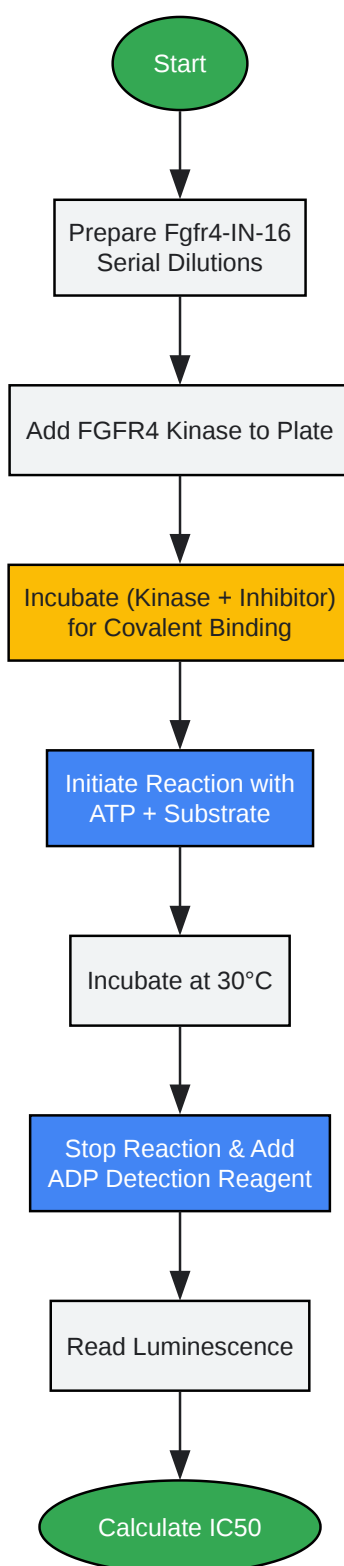 Start
Prepare Fgfr4-IN-16
Serial Dilutions
Add FGFR4 Kinase to Plate
Incubate (Kinase + Inhibitor)
for Covalent Binding
Initiate Reaction with
ATP + Substrate
Incubate at 30°C
Stop Reaction & Add
ADP Detection Reagent
Read Luminescence
Calculate IC50